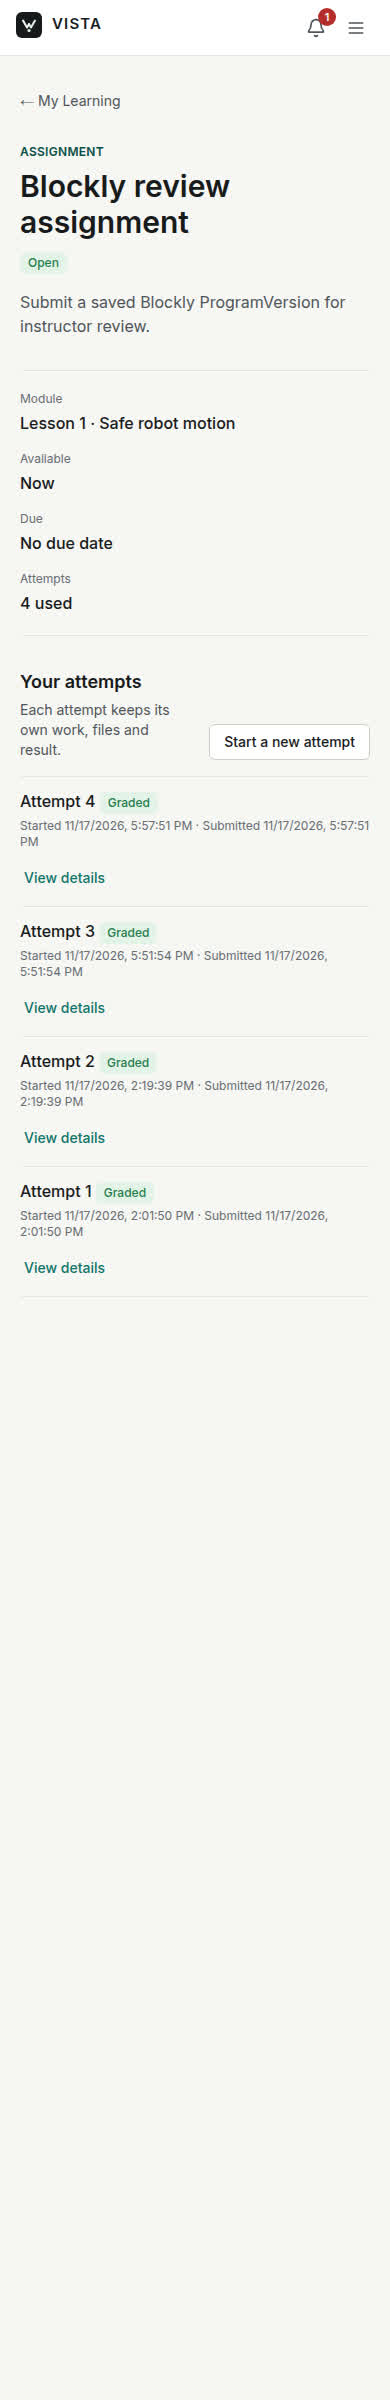 VISTA
1
← My Learning
ASSIGNMENT
Blockly review
assignment
Open
Submit a saved Blockly ProgramVersion for
instructor review.
Module
Lesson 1 · Safe robot motion
Available
Now
Due
No due date
Attempts
4 used
Your attempts
Each attempt keeps its
own work, files and
result.
Start a new attempt
Attempt 4 Graded
Started 11/17/2026, 5:57:51 PM · Submitted 11/17/2026, 5:57:51
PM
View details
Attempt 3 Graded
Started 11/17/2026, 5:51:54 PM · Submitted 11/17/2026,
5:51:54 PM
View details
Attempt 2 Graded
Started 11/17/2026, 2:19:39 PM · Submitted 11/17/2026,
2:19:39 PM
View details
Attempt 1 Graded
Started 11/17/2026, 2:01:50 PM · Submitted 11/17/2026,
2:01:50 PM
View details